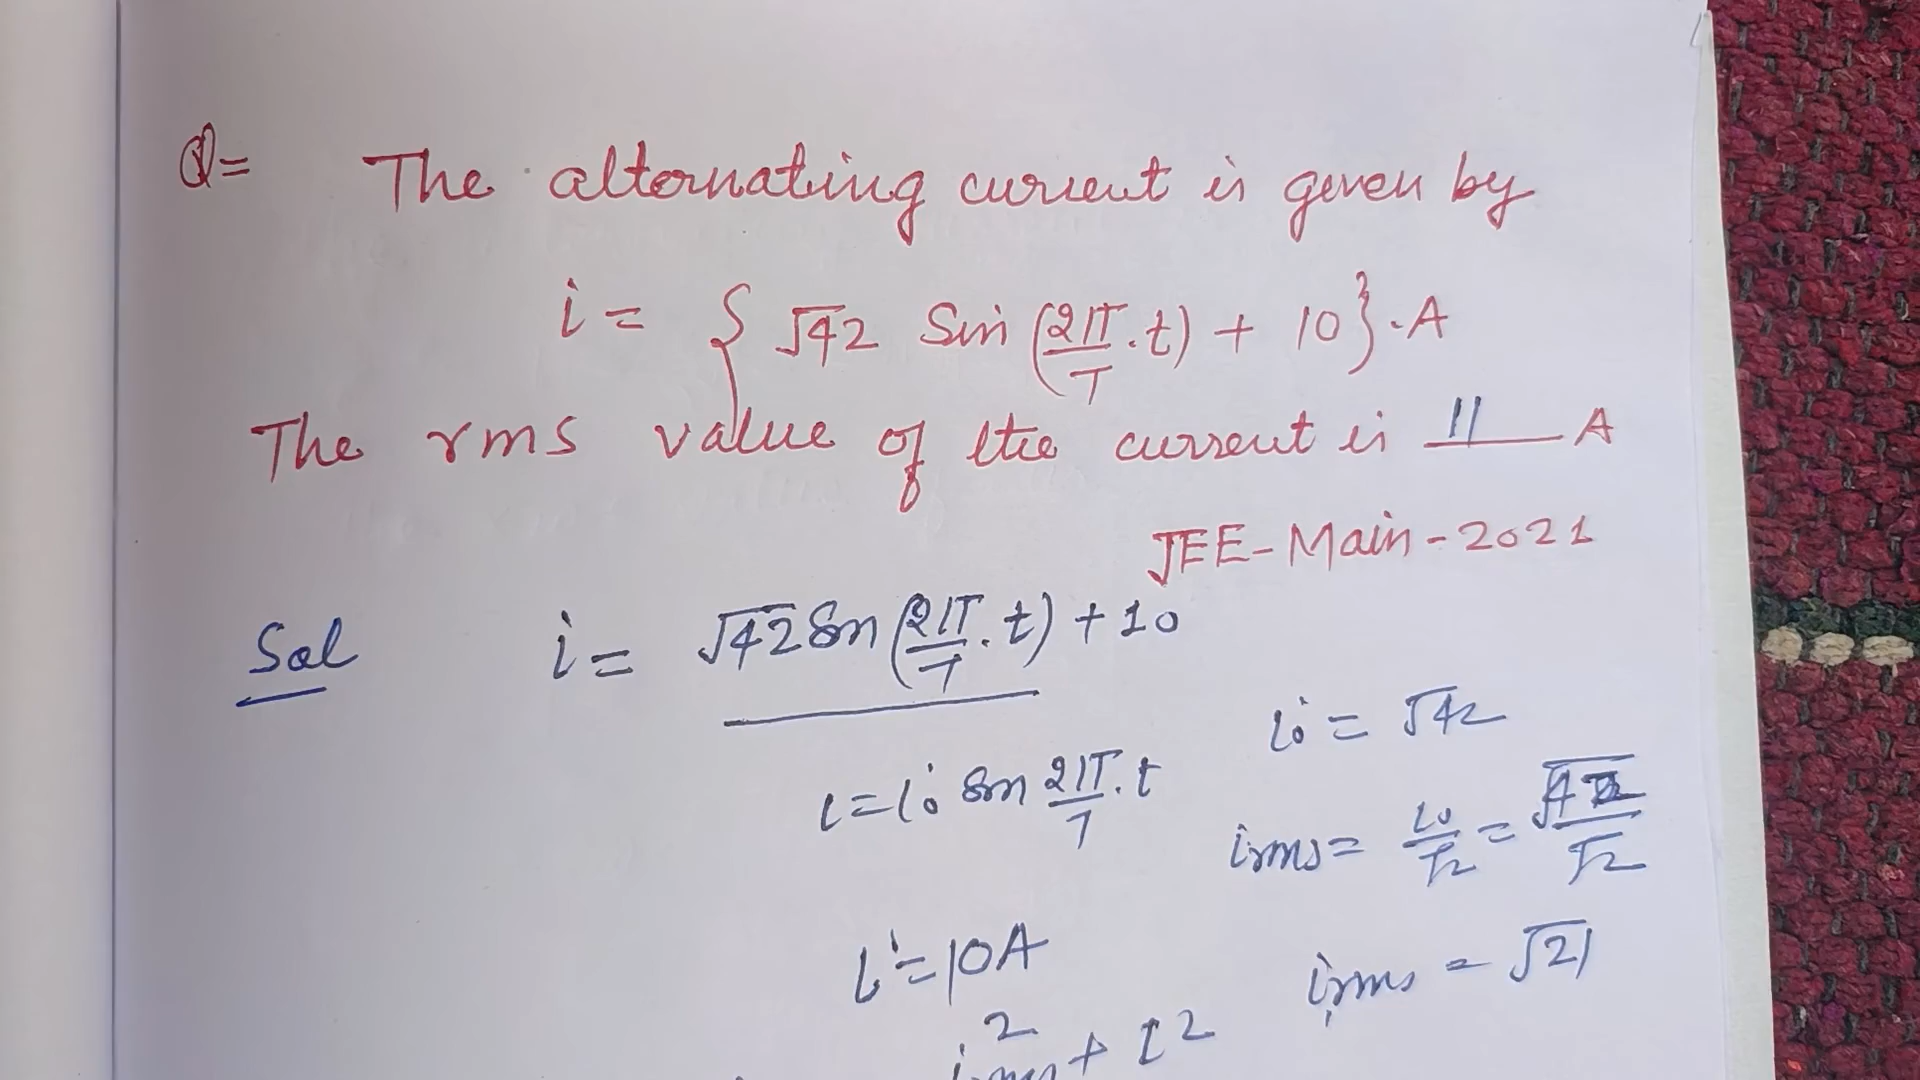 Q= The alternating current is given by
i = { √42 Sin (2π/T . t) + 10} . A
The rms value of the current is 11 A
JEE-Main-2021
Sol i = √42 Sin (2π/T . t) + 10
i₀ = √42
i = i₀ sin 2π/T . t
irms = i₀/√2 = √42/√2
i' = 10A
irms = √21
i²rms + i²